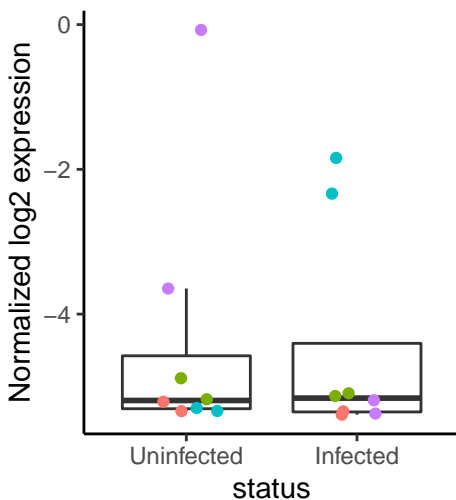 Normalized log2 expression
0
−2
−4
Uninfected
Infected
status